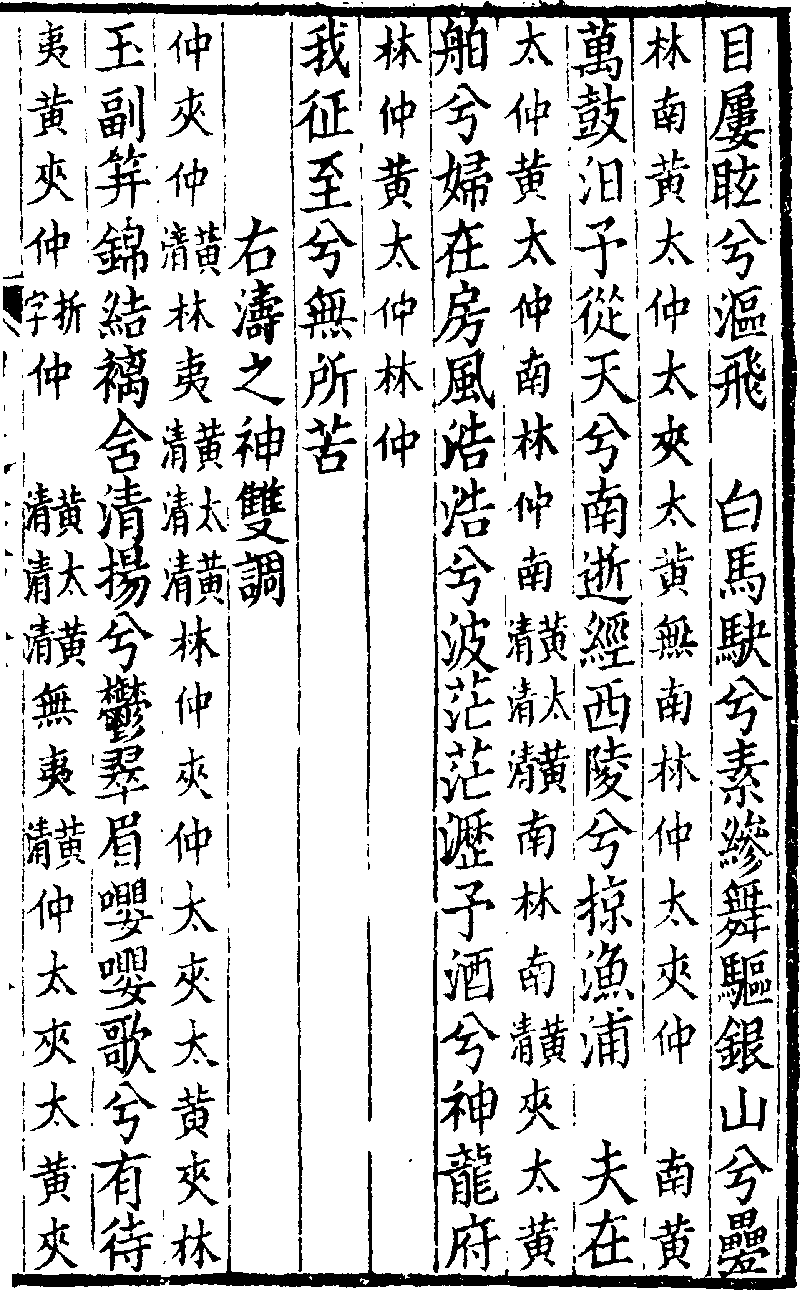 目屢眩兮漚飛　白馬駃兮素縿舞驅銀山兮疊
林南黃太仲太夾太黃無南林仲太夾仲　南黃
萬鼓汨予從天兮南逝經西陵兮掠漁浦　夫在
太仲黃太仲南林仲南黃清太清黃清南林南黃清夾太黃
舶兮婦在房風浩浩兮波茫茫瀝予酒兮神龍府
林仲黃太仲林仲
我征至兮無所苦
右濤之神雙調
仲夾仲黃清林夷黃清太清黃清林仲夾仲太夾太黃夾林
玉副筓錦結褵舍清揚兮鬱翠眉嚶嚶歌兮有待
夷黃夾仲折字仲　黃清太清黃清無夷黃清仲太夾太黃夾